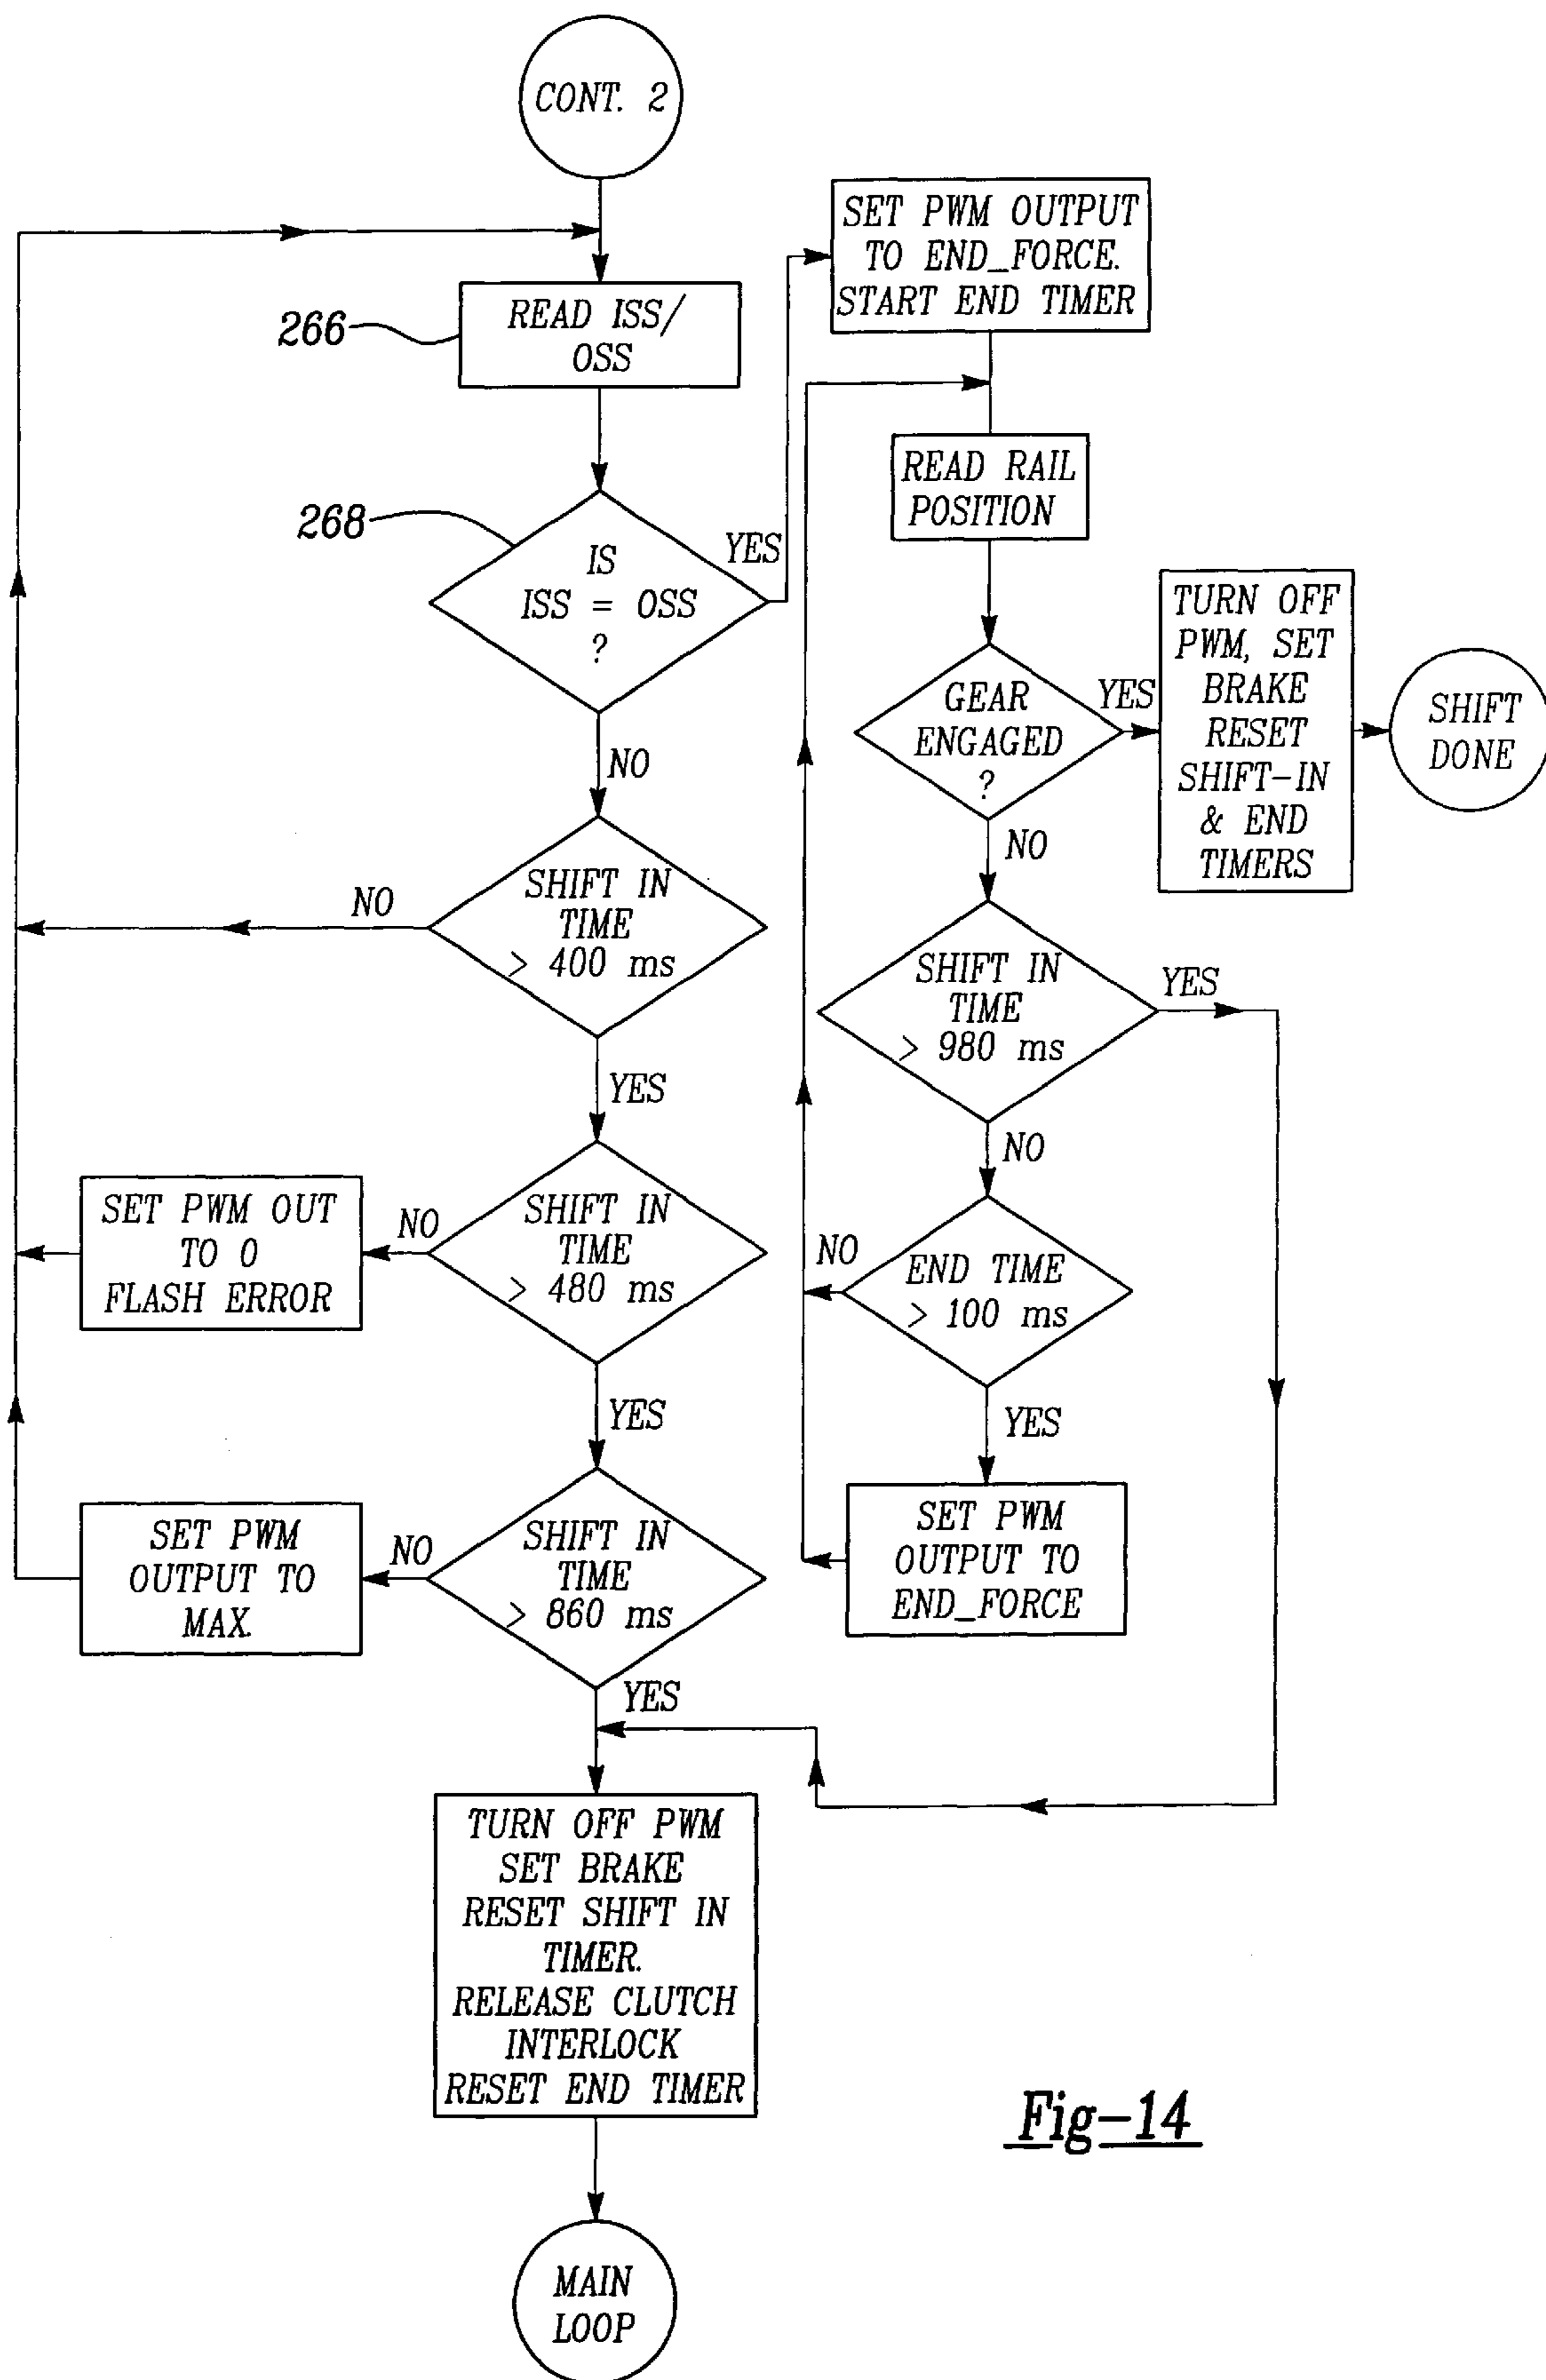 CONT. 2
READ ISS/
OSS
266
268
IS
ISS = OSS
?
YES
NO
SHIFT IN
TIME
> 400 ms
NO
YES
SHIFT IN
TIME
> 480 ms
NO
SET PWM OUT
TO 0
FLASH ERROR
YES
SHIFT IN
TIME
> 860 ms
NO
SET PWM
OUTPUT TO
MAX.
YES
TURN OFF PWM
SET BRAKE
RESET SHIFT IN
TIMER.
RELEASE CLUTCH
INTERLOCK
RESET END TIMER
MAIN
LOOP
SET PWM OUTPUT
TO END_FORCE.
START END TIMER
READ RAIL
POSITION
GEAR
ENGAGED
?
YES
TURN OFF
PWM, SET
BRAKE
RESET
SHIFT-IN
& END
TIMERS
SHIFT
DONE
NO
SHIFT IN
TIME
> 980 ms
YES
NO
END TIME
> 100 ms
NO
YES
SET PWM
OUTPUT TO
END_FORCE
Fig-14